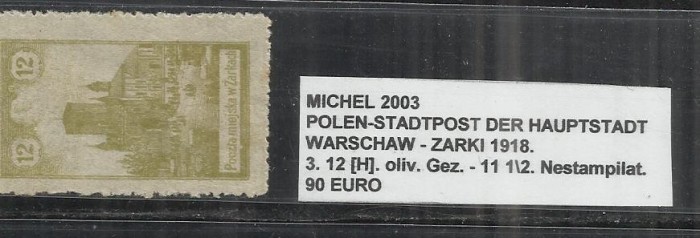 12
12
Poczta miejska w Zarkach
MICHEL 2003
POLEN-STADTPOST DER HAUPTSTADT
WARSCHAW - ZARKI 1918.
3. 12 [H]. oliv. Gez. - 11 1\2. Nestampilat.
90 EURO